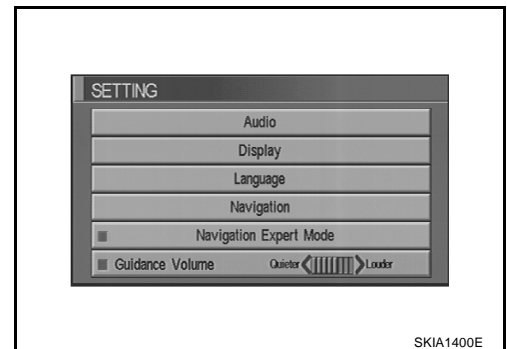 SETTING
Audio
Display
Language
Navigation
Navigation Expert Mode
Guidance Volume Quieter Louder
SKIA1400E